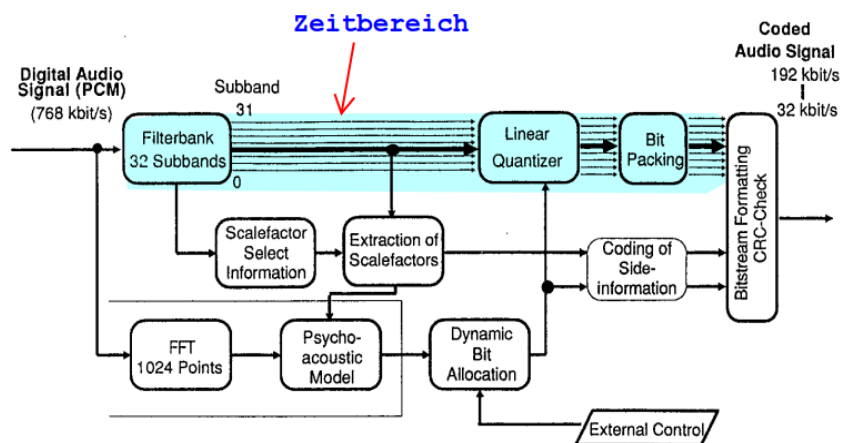 Zeitbereich
Coded
Audio Signal
192 kbit/s
32 kbit/s
Digital Audio
Signal (PCM)
(768 kbit/s)
Subband
31
0
Filterbank
32 Subbands
Linear
Quantizer
Bit
Packing
Bitstream Formatting
CRC-Check
Scalefactor
Select
Information
Extraction of
Scalefactors
Coding of
Side-
information
FFT
1024 Points
Psycho-
acoustic
Model
Dynamic
Bit
Allocation
External Control